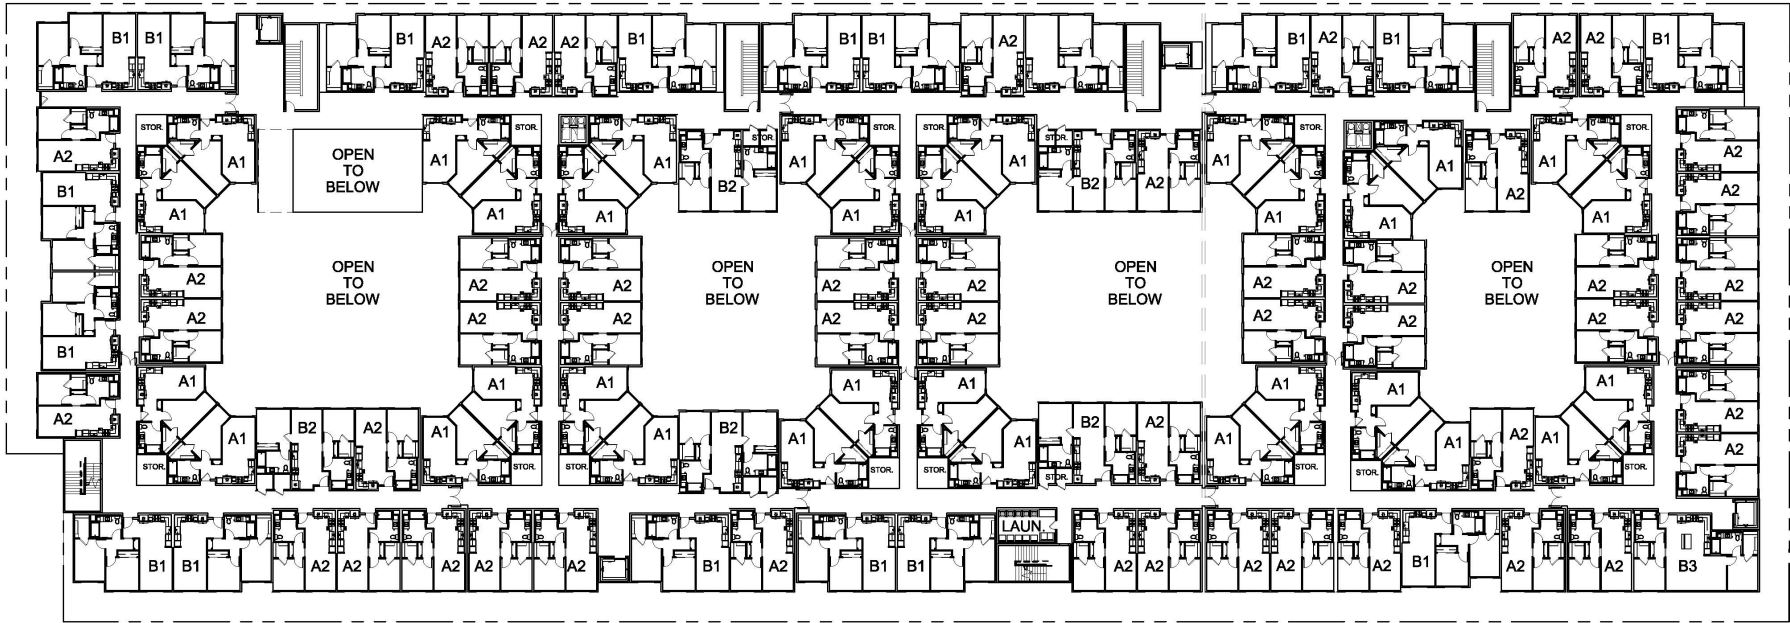 B1 B1 B1 A2 A2 A2 B1 B1 B1 A2 B1 A2 B1 A2 A2 B1
STOR. A1 OPEN A1 STOR. A1 STOR. A1 STOR. STOR. A1 STOR. A1 STOR. A1 A1 STOR.
TO
BELOW
A2 A2
B1 B2 B2 A2 A2 A2
A1 A1 A1 A1 A1 A1 A1 A1
OPEN OPEN OPEN OPEN
TO TO TO TO
BELOW BELOW BELOW BELOW
A2 A2 A2 A2 A2 A2 A2 A2 A2
A2 A2 A2 A2 A2 A2 A2 A2 A2
B1
A1 A1 A1 A1 A1 A1 A1 A1
A2 A2
A1 B2 A2 A1 A1 B2 A1 A1 B2 A2 A1 A1 A2 A1 A2
STOR. STOR. STOR. STOR. STOR. STOR. STOR. STOR. STOR.
LAUN.
B1 B1 A2 A2 A2 A2 A2 B1 A2 B1 B1 A2 A2 A2 A2 A2 B1 A2 A2 B3